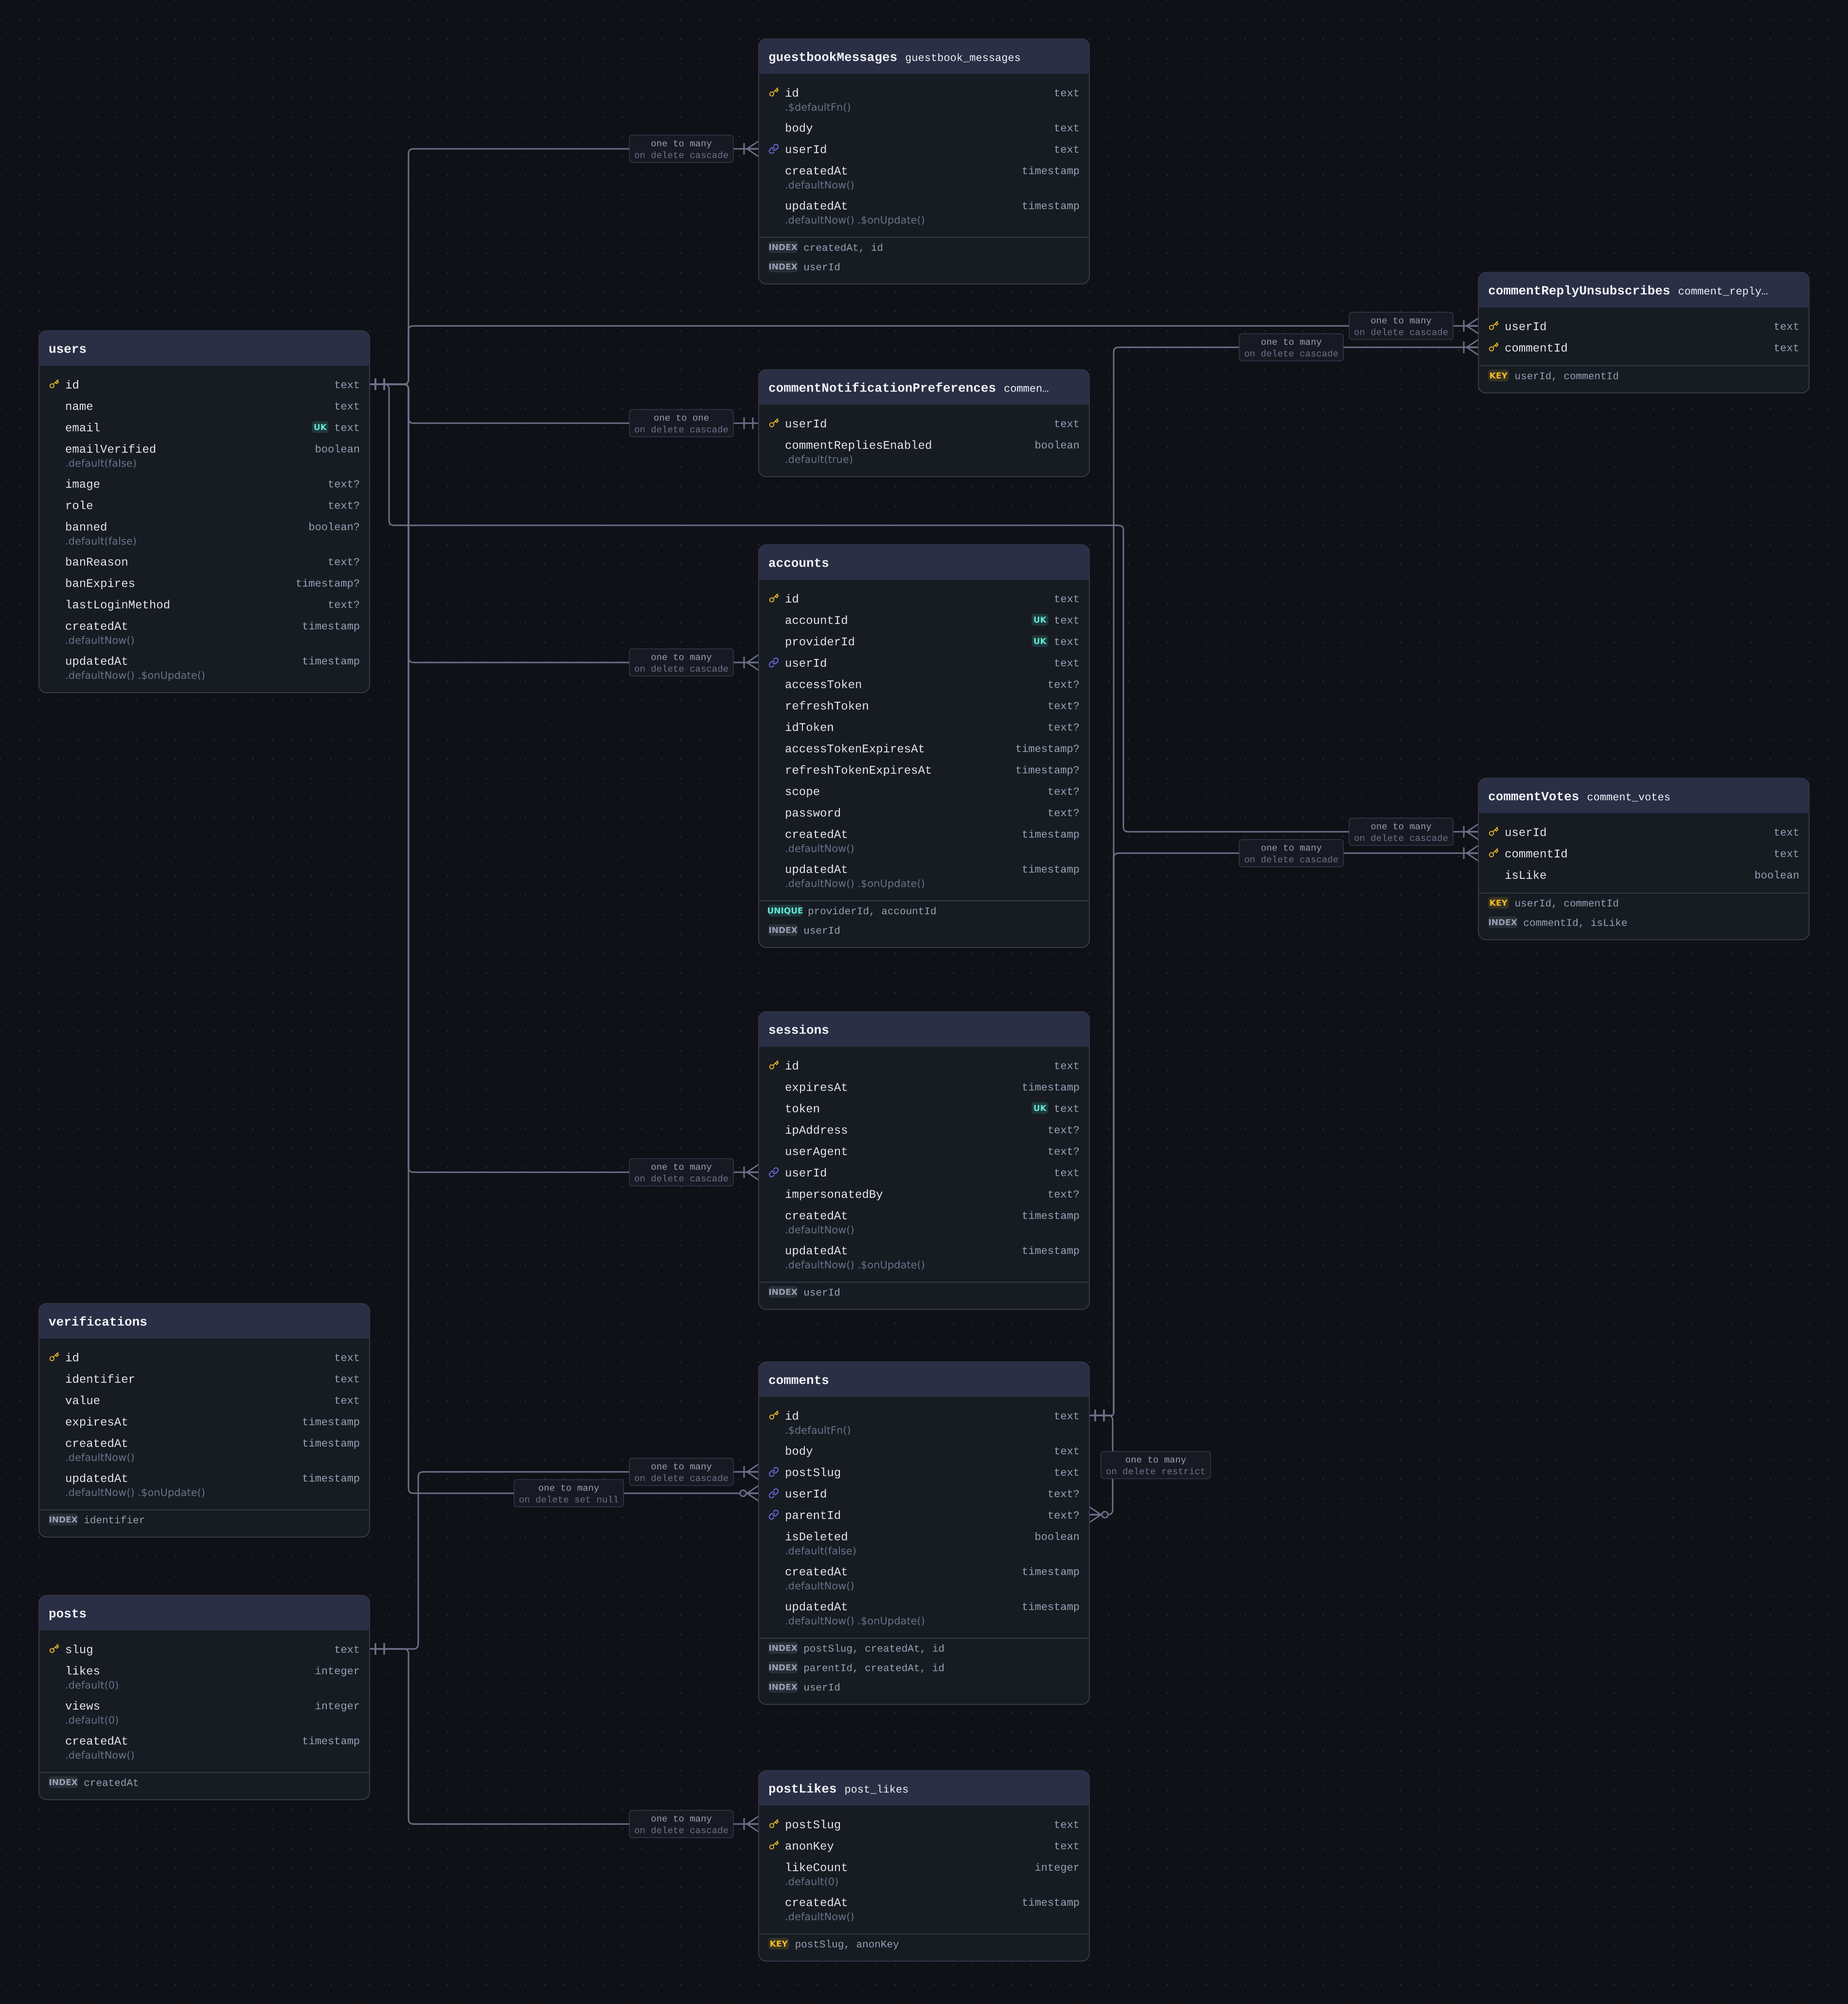 guestbookMessages guestbook_messages
id text
.$defaultFn()
body text
userId text
createdAt timestamp
.defaultNow()
updatedAt timestamp
.defaultNow() .$onUpdate()
INDEX createdAt, id
INDEX userId
one to many
on delete cascade
commentReplyUnsubscribes comment_reply…
userId text
commentId text
KEY userId, commentId
one to many
on delete cascade
one to many
on delete cascade
users
id text
name text
email UK text
emailVerified boolean
.default(false)
image text?
role text?
banned boolean?
.default(false)
banReason text?
banExpires timestamp?
lastLoginMethod text?
createdAt timestamp
.defaultNow()
updatedAt timestamp
.defaultNow() .$onUpdate()
commentNotificationPreferences commen…
userId text
commentRepliesEnabled boolean
.default(true)
one to one
on delete cascade
accounts
id text
accountId UK text
providerId UK text
userId text
accessToken text?
refreshToken text?
idToken text?
accessTokenExpiresAt timestamp?
refreshTokenExpiresAt timestamp?
scope text?
password text?
createdAt timestamp
.defaultNow()
updatedAt timestamp
.defaultNow() .$onUpdate()
UNIQUE providerId, accountId
INDEX userId
one to many
on delete cascade
commentVotes comment_votes
userId text
commentId text
isLike boolean
KEY userId, commentId
INDEX commentId, isLike
one to many
on delete cascade
one to many
on delete cascade
sessions
id text
expiresAt timestamp
token UK text
ipAddress text?
userAgent text?
userId text
impersonatedBy text?
createdAt timestamp
.defaultNow()
updatedAt timestamp
.defaultNow() .$onUpdate()
INDEX userId
one to many
on delete cascade
verifications
id text
identifier text
value text
expiresAt timestamp
createdAt timestamp
.defaultNow()
updatedAt timestamp
.defaultNow() .$onUpdate()
INDEX identifier
comments
id text
.$defaultFn()
body text
postSlug text
userId text?
parentId text?
isDeleted boolean
.default(false)
createdAt timestamp
.defaultNow()
updatedAt timestamp
.defaultNow() .$onUpdate()
INDEX postSlug, createdAt, id
INDEX parentId, createdAt, id
INDEX userId
one to many
on delete cascade
one to many
on delete set null
one to many
on delete restrict
posts
slug text
likes integer
.default(0)
views integer
.default(0)
createdAt timestamp
.defaultNow()
INDEX createdAt
postLikes post_likes
postSlug text
anonKey text
likeCount integer
.default(0)
createdAt timestamp
.defaultNow()
KEY postSlug, anonKey
one to many
on delete cascade